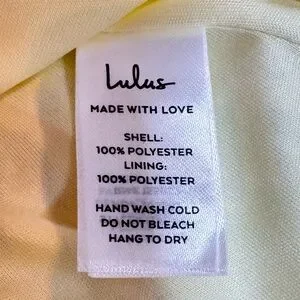 Lulus
MADE WITH LOVE
SHELL:
100% POLYESTER
LINING:
100% POLYESTER
HAND WASH COLD
DO NOT BLEACH
HANG TO DRY